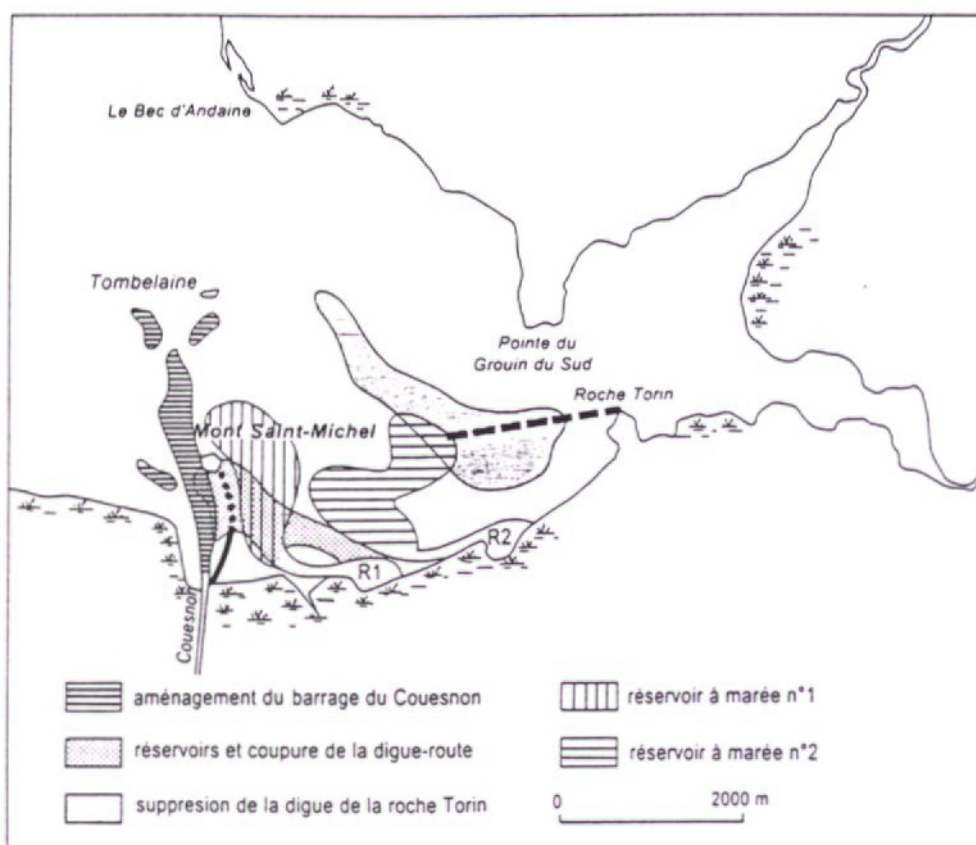 Le Bec d'Andaine
Tombelaine
Pointe du
Grouin du Sud
Roche Torin
Mont Saint-Michel
R2
R1
Couesnon
aménagement du barrage du Couesnon
réservoirs et coupure de la digue-route
suppresion de la digue de la roche Torin
réservoir à marée n°1
réservoir à marée n°2
0 2000 m